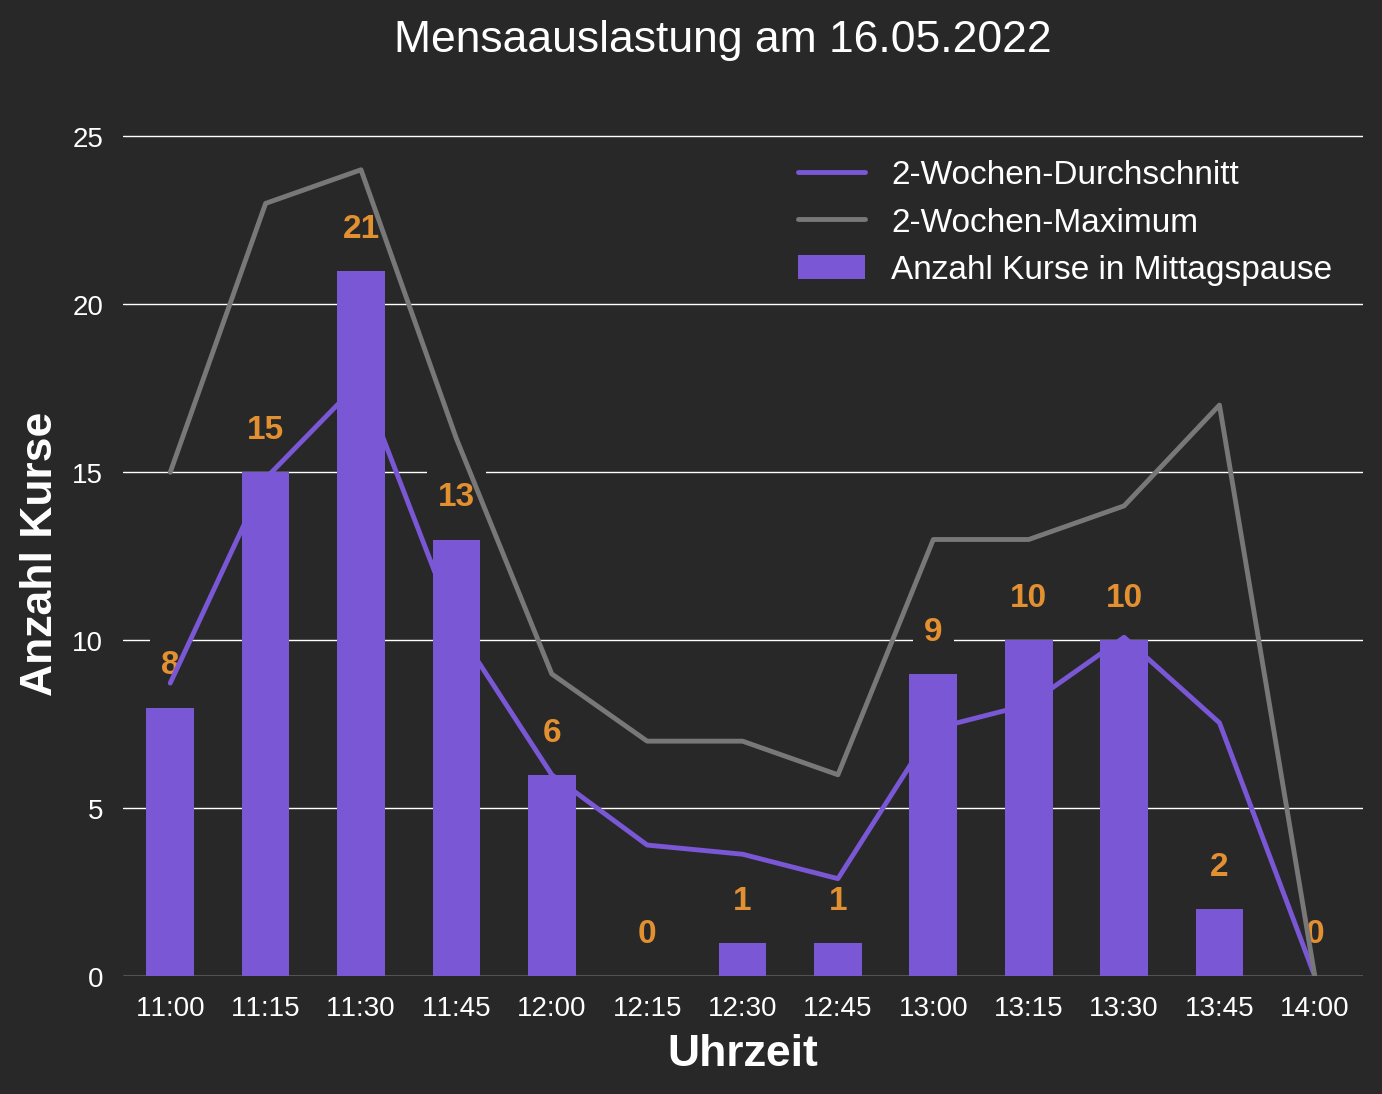 Mensaauslastung am 16.05.2022
2-Wochen-Durchschnitt
2-Wochen-Maximum
Anzahl Kurse in Mittagspause
Anzahl Kurse
25
20
15
10
5
0
8
15
21
13
6
0
1
1
9
10
10
2
0
11:00 11:15 11:30 11:45 12:00 12:15 12:30 12:45 13:00 13:15 13:30 13:45 14:00
Uhrzeit